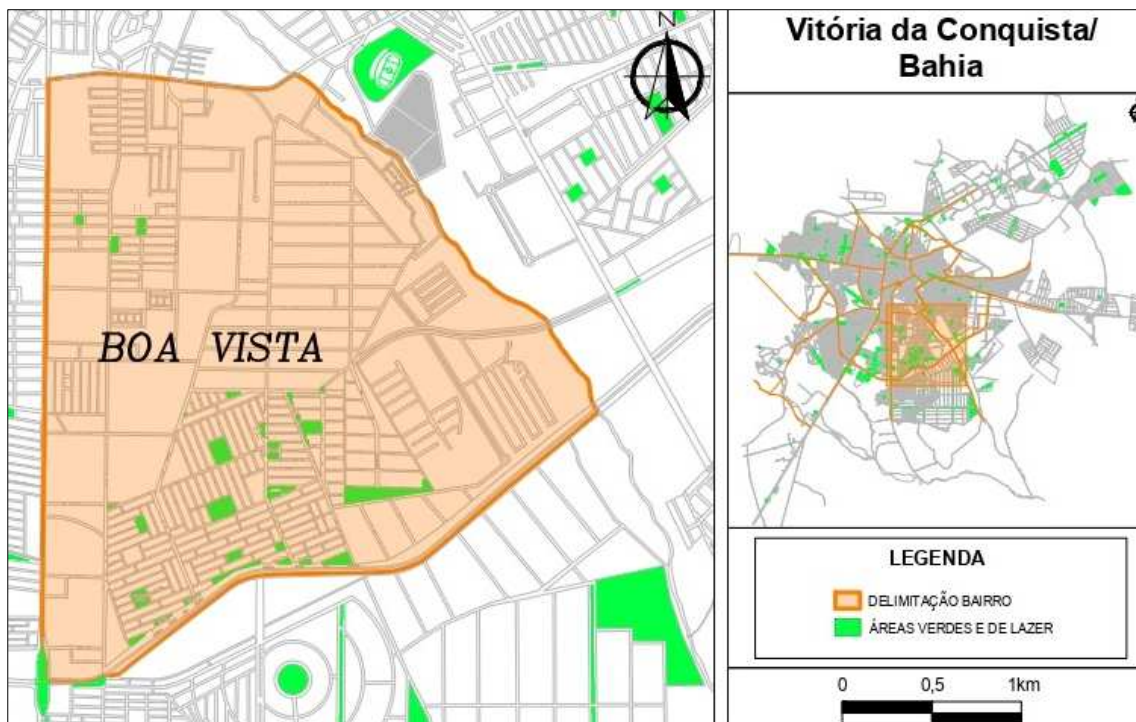 N
BOA VISTA
Vitória da Conquista/
Bahia
LEGENDA
DELIMITAÇÃO BAIRRO
ÁREAS VERDES E DE LAZER
0 0,5 1km